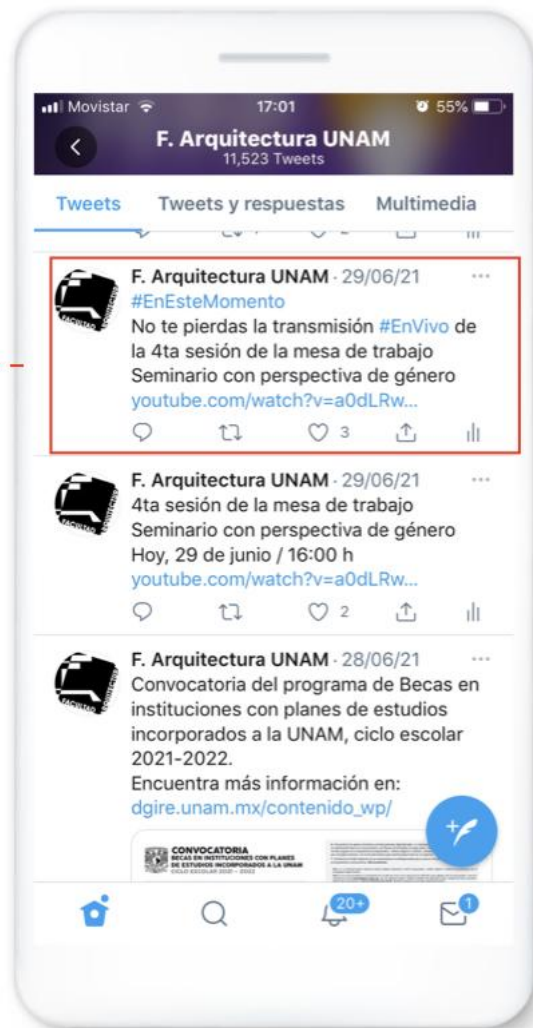 Movistar 17:01 55%
F. Arquitectura UNAM
11,523 Tweets
Tweets Tweets y respuestas Multimedia
F. Arquitectura UNAM · 29/06/21
#EnEsteMomento
No te pierdas la transmisión #EnVivo de
la 4ta sesión de la mesa de trabajo
Seminario con perspectiva de género
youtube.com/watch?v=a0dLRw...
3
F. Arquitectura UNAM · 29/06/21
4ta sesión de la mesa de trabajo
Seminario con perspectiva de género
Hoy, 29 de junio / 16:00 h
youtube.com/watch?v=a0dLRw...
2
F. Arquitectura UNAM · 28/06/21
Convocatoria del programa de Becas en
instituciones con planes de estudios
incorporados a la UNAM, ciclo escolar
2021-2022.
Encuentra más información en:
dgire.unam.mx/contenido_wp/
CONVOCATORIA
BECAS EN INSTITUCIONES CON PLANES
DE ESTUDIOS INCORPORADOS A LA UNAM
CICLO ESCOLAR 2021 – 2022
20+ 1